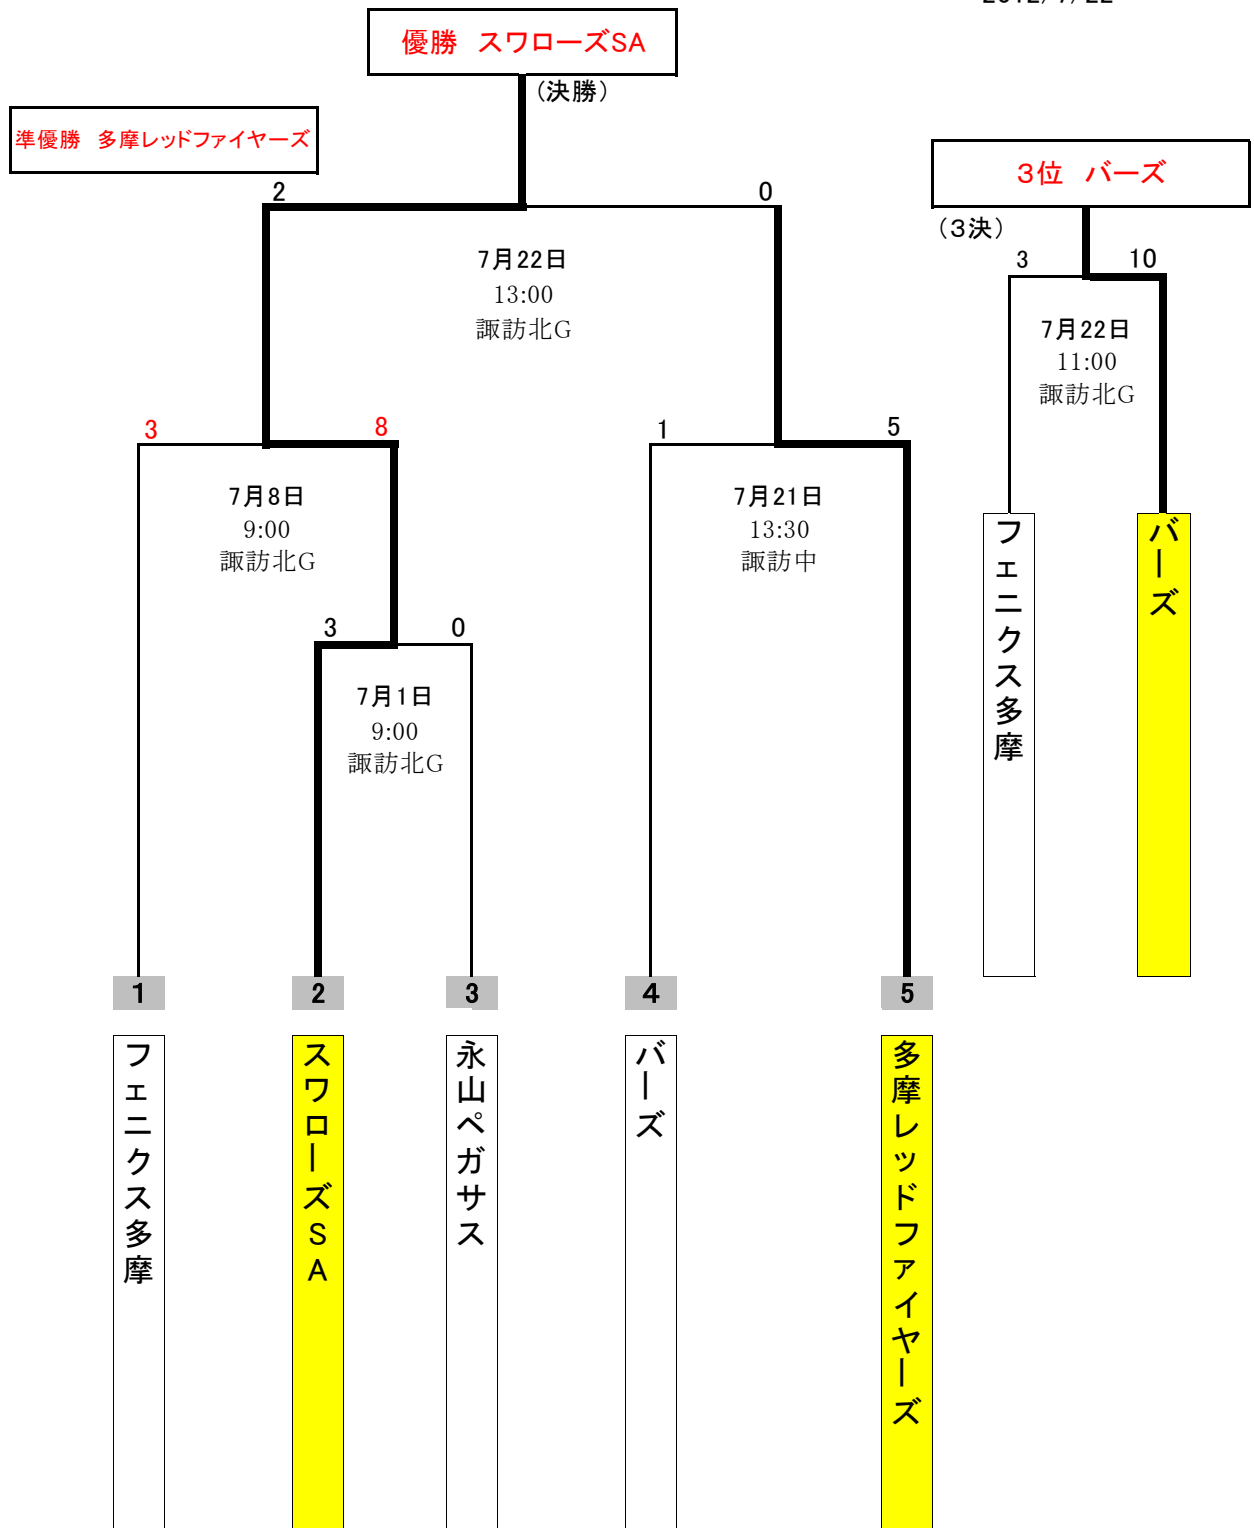 2012/7/22
優勝　スワローズSA
(決勝)
準優勝　多摩レッドファイヤーズ
3位　バーズ
2
0
(3決)
3
10
7月22日
13:00
諏訪北G
7月22日
11:00
諏訪北G
3
8
1
5
7月8日
9:00
諏訪北G
7月21日
13:30
諏訪中
フェニクス多摩
バーズ
3
0
7月1日
9:00
諏訪北G
1
2
3
4
5
フェニクス多摩
スワローズSA
永山ペガサス
バーズ
多摩レッドファイヤーズ